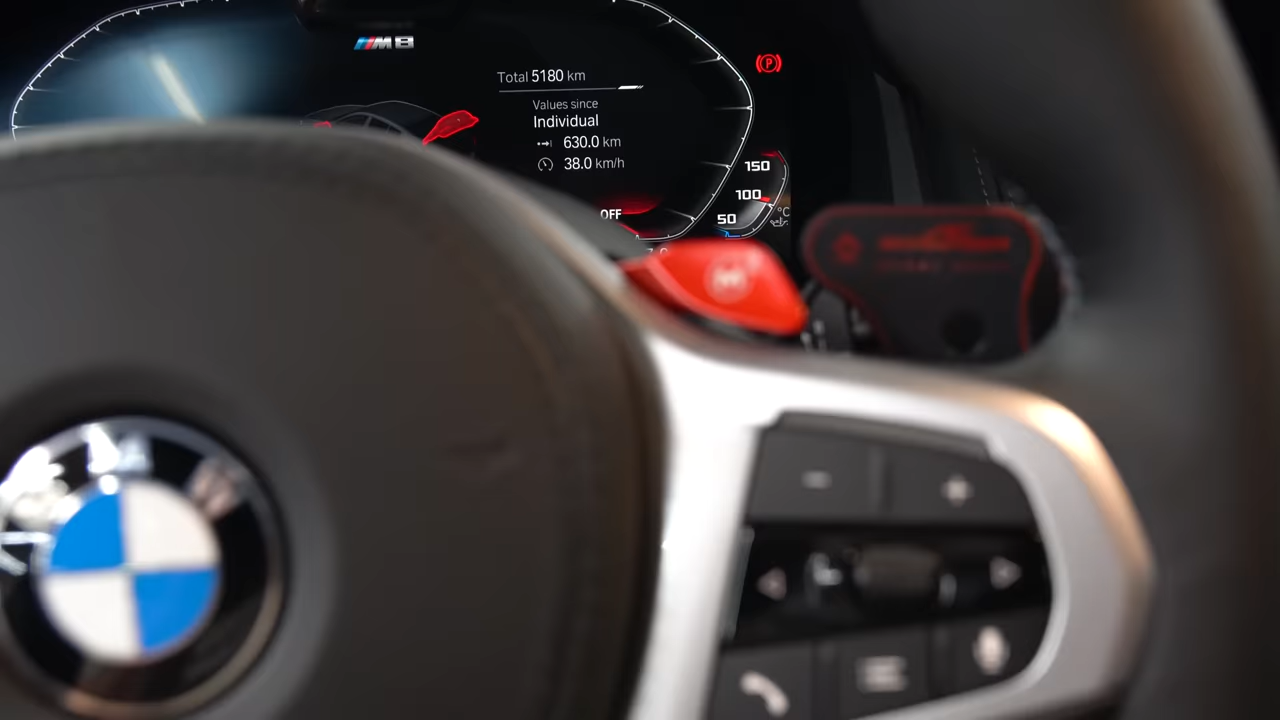 M8
Total 5180 km
Values since
Individual
630.0 km
38.0 km/h
OFF
150
100
50
°C
P
M